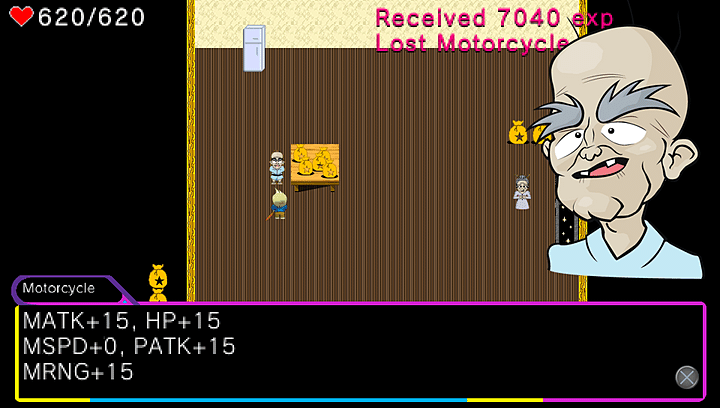 620/620
Received 7040 exp
Lost Motorcycle
Motorcycle
MATK+15, HP+15
MSPD+0, PATK+15
MRNG+15